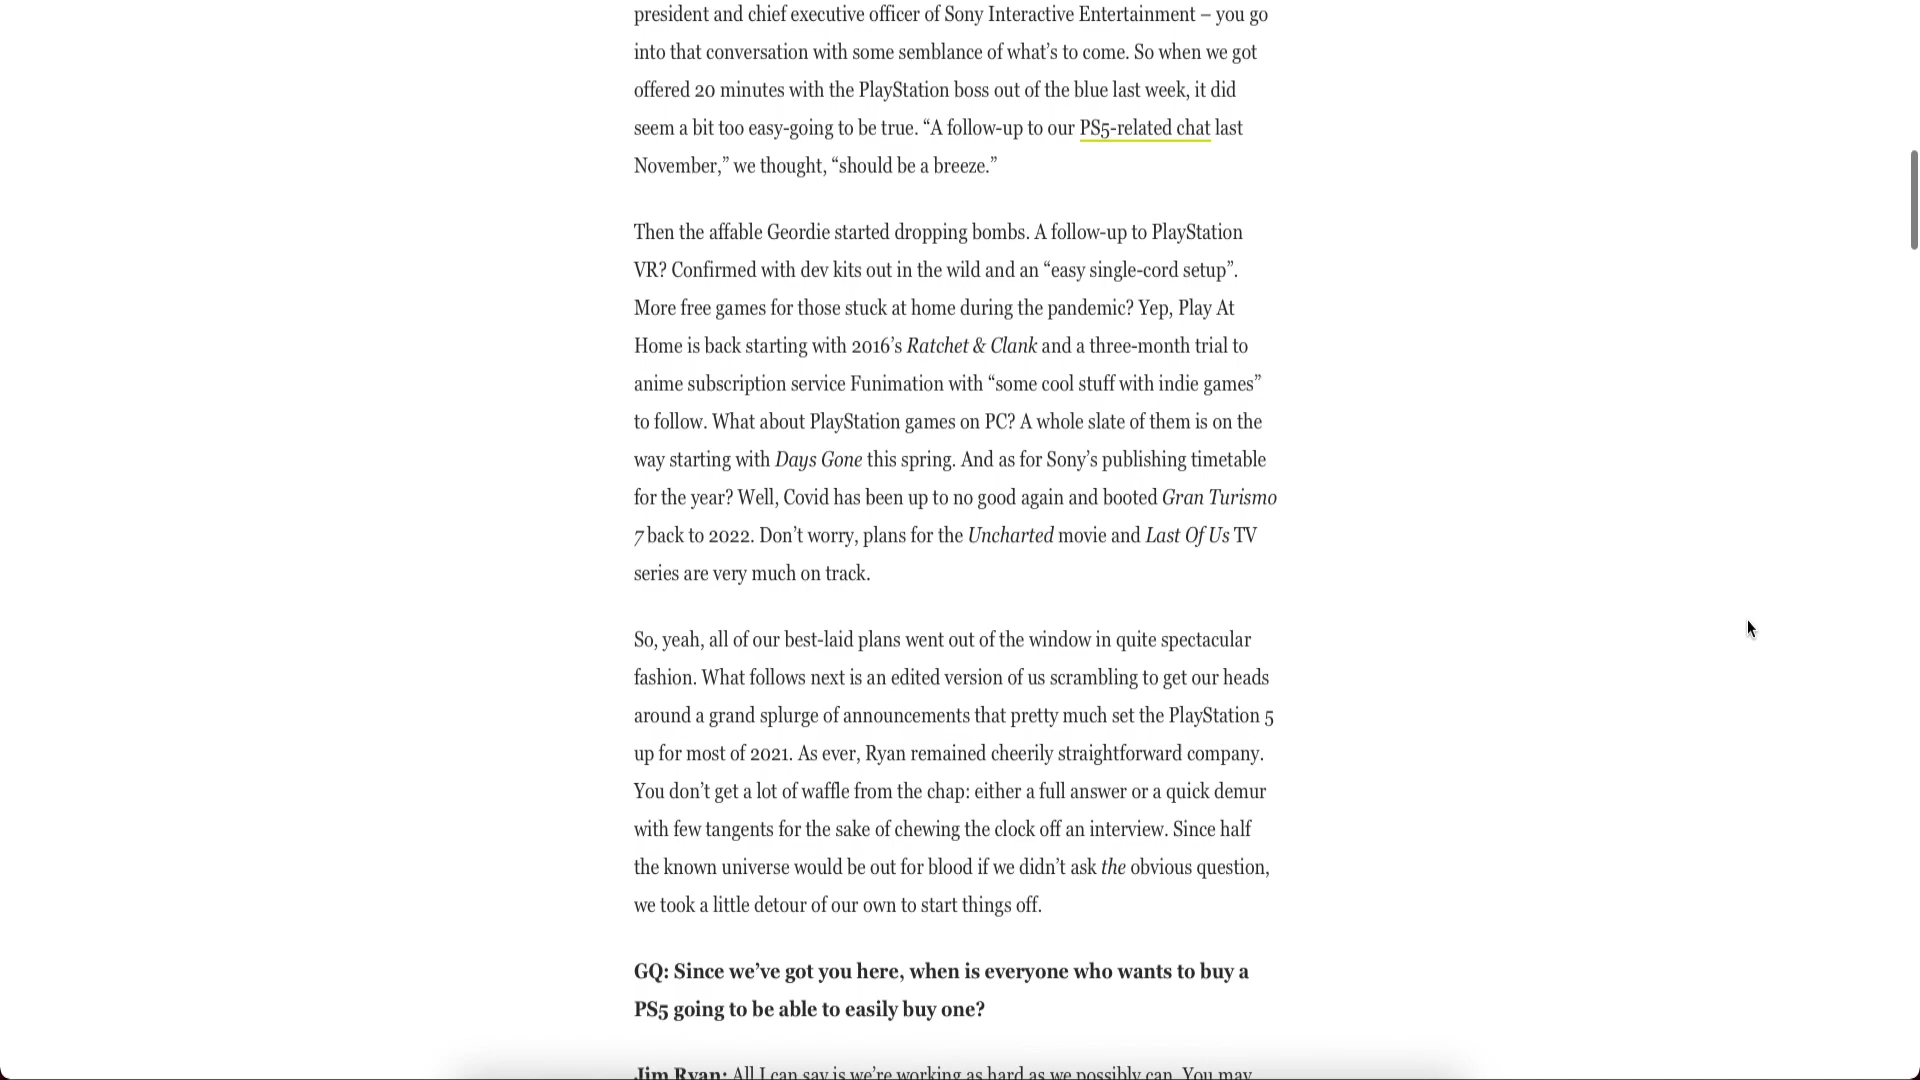 president and chief executive officer of Sony Interactive Entertainment – you go
into that conversation with some semblance of what’s to come. So when we got
offered 20 minutes with the PlayStation boss out of the blue last week, it did
seem a bit too easy-going to be true. “A follow-up to our PS5-related chat last
November,” we thought, “should be a breeze.”
Then the affable Geordie started dropping bombs. A follow-up to PlayStation
VR? Confirmed with dev kits out in the wild and an “easy single-cord setup”.
More free games for those stuck at home during the pandemic? Yep, Play At
Home is back starting with 2016’s Ratchet & Clank and a three-month trial to
anime subscription service Funimation with “some cool stuff with indie games”
to follow. What about PlayStation games on PC? A whole slate of them is on the
way starting with Days Gone this spring. And as for Sony’s publishing timetable
for the year? Well, Covid has been up to no good again and booted Gran Turismo
7 back to 2022. Don’t worry, plans for the Uncharted movie and Last Of Us TV
series are very much on track.
So, yeah, all of our best-laid plans went out of the window in quite spectacular
fashion. What follows next is an edited version of us scrambling to get our heads
around a grand splurge of announcements that pretty much set the PlayStation 5
up for most of 2021. As ever, Ryan remained cheerily straightforward company.
You don’t get a lot of waffle from the chap: either a full answer or a quick demur
with few tangents for the sake of chewing the clock off an interview. Since half
the known universe would be out for blood if we didn’t ask the obvious question,
we took a little detour of our own to start things off.
GQ: Since we’ve got you here, when is everyone who wants to buy a
PS5 going to be able to easily buy one?
Jim Ryan: All I can say is we’re working as hard as we possibly can. You may